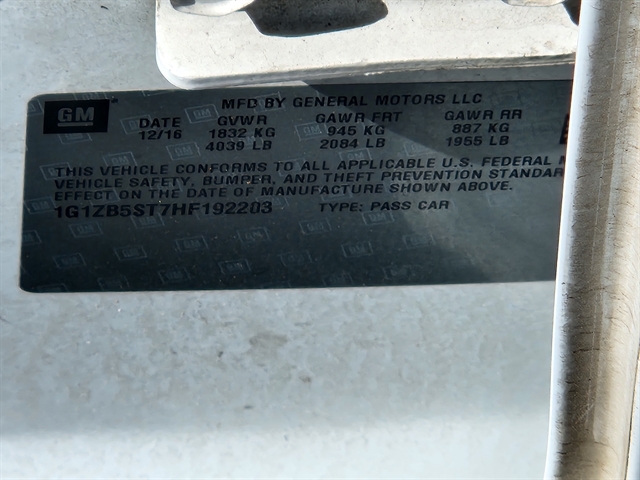 GM
MFD BY GENERAL MOTORS LLC
DATE GVWR GAWR FRT GAWR RR
12/16 1832 KG 945 KG 887 KG
4039 LB 2084 LB 1955 LB
THIS VEHICLE CONFORMS TO ALL APPLICABLE U.S. FEDERAL
VEHICLE SAFETY, BUMPER, AND THEFT PREVENTION STANDAR
EFFECT ON THE DATE OF MANUFACTURE SHOWN ABOVE.
1G1ZB5ST7HF192203 TYPE: PASS CAR